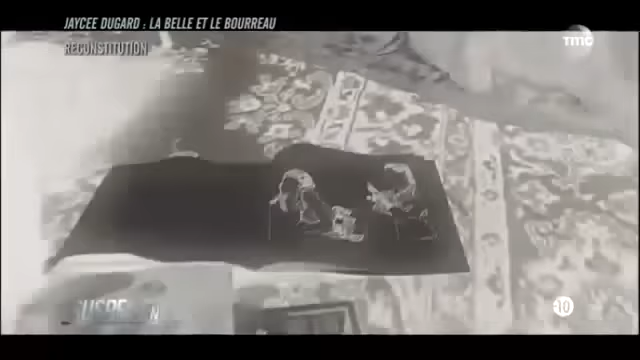 JAYCEE DUGARD : LA BELLE ET LE BOURREAU
RECONSTITUTION
TMC
-10